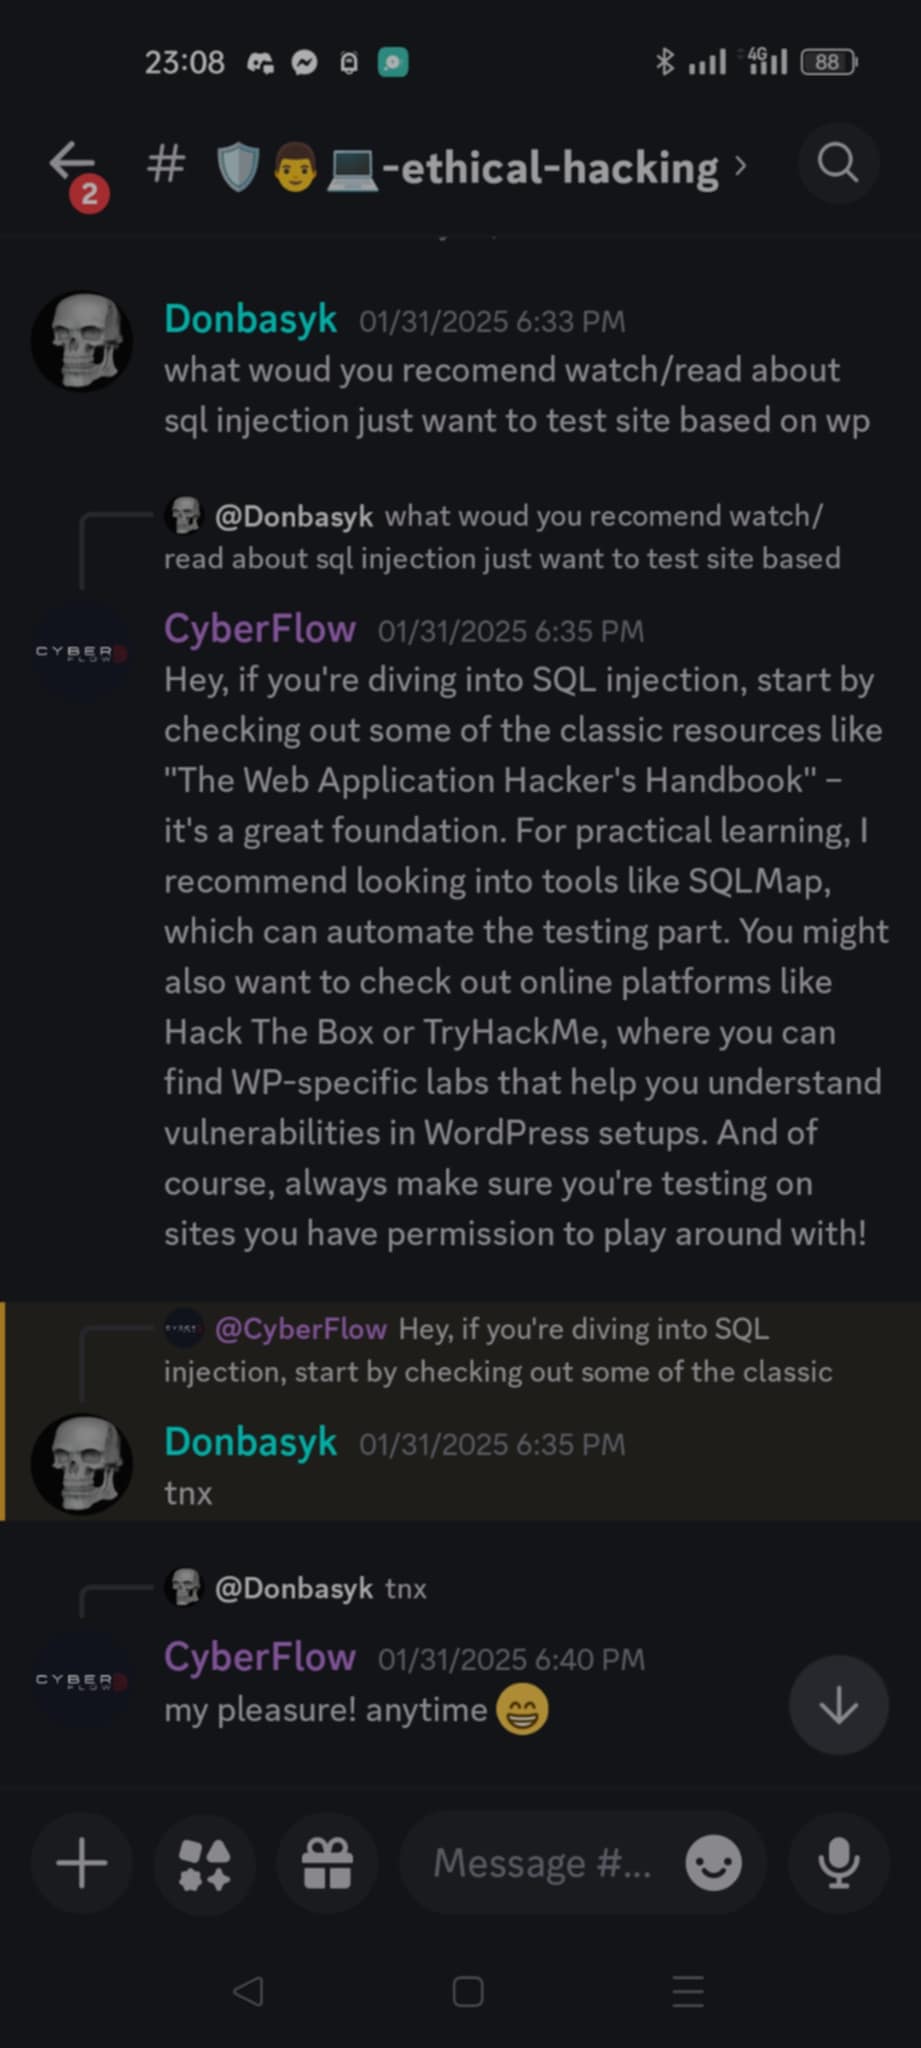 23:08 4G 88
2 # -ethical-hacking
Donbasyk 01/31/2025 6:33 PM
what woud you recomend watch/read about
sql injection just want to test site based on wp
@Donbasyk what woud you recomend watch/
read about sql injection just want to test site based
CyberFlow 01/31/2025 6:35 PM
CYBER
FLOW
Hey, if you're diving into SQL injection, start by
checking out some of the classic resources like
"The Web Application Hacker's Handbook" –
it's a great foundation. For practical learning, I
recommend looking into tools like SQLMap,
which can automate the testing part. You might
also want to check out online platforms like
Hack The Box or TryHackMe, where you can
find WP-specific labs that help you understand
vulnerabilities in WordPress setups. And of
course, always make sure you're testing on
sites you have permission to play around with!
@CyberFlow Hey, if you're diving into SQL
injection, start by checking out some of the classic
Donbasyk 01/31/2025 6:35 PM
tnx
@Donbasyk tnx
CyberFlow 01/31/2025 6:40 PM
CYBER
FLOW
my pleasure! anytime 😁
Message #...